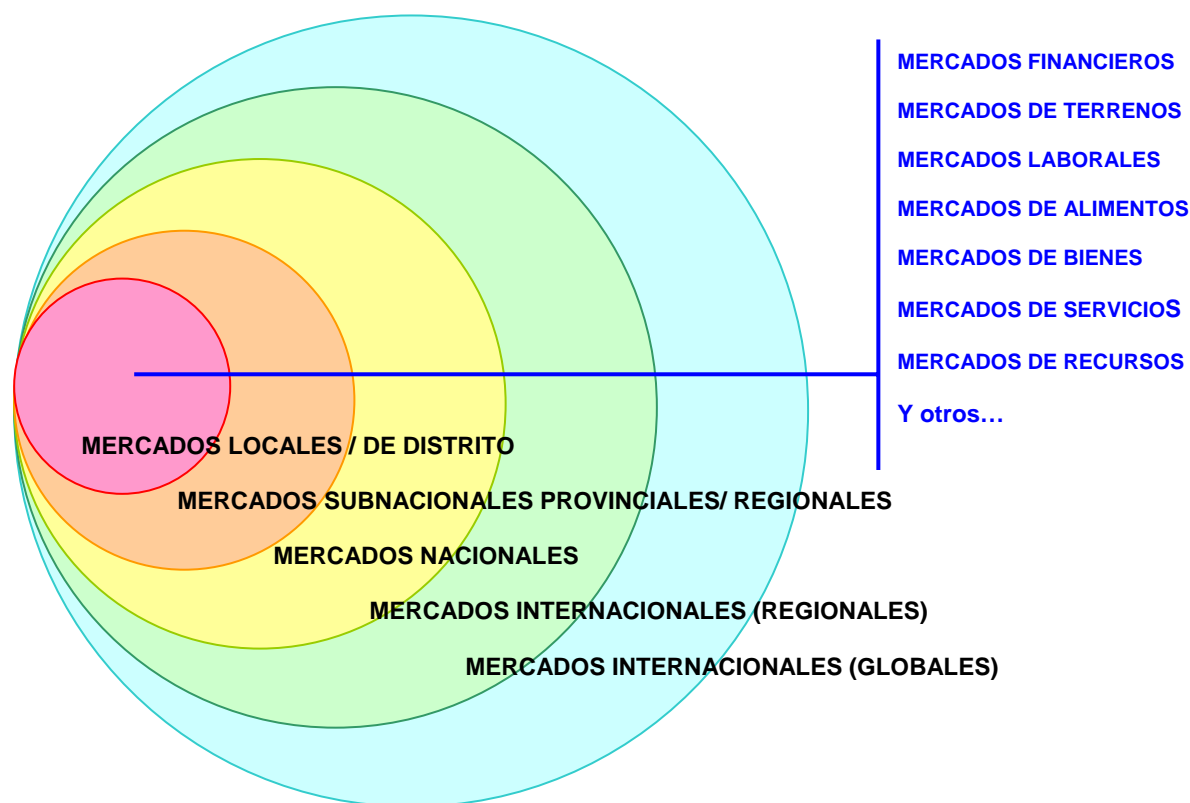 MERCADOS FINANCIEROS
MERCADOS DE TERRENOS
MERCADOS LABORALES
MERCADOS DE ALIMENTOS
MERCADOS DE BIENES
MERCADOS DE SERVICIOS
MERCADOS DE RECURSOS
Y otros…
MERCADOS LOCALES / DE DISTRITO
MERCADOS SUBNACIONALES PROVINCIALES/ REGIONALES
MERCADOS NACIONALES
MERCADOS INTERNACIONALES (REGIONALES)
MERCADOS INTERNACIONALES (GLOBALES)